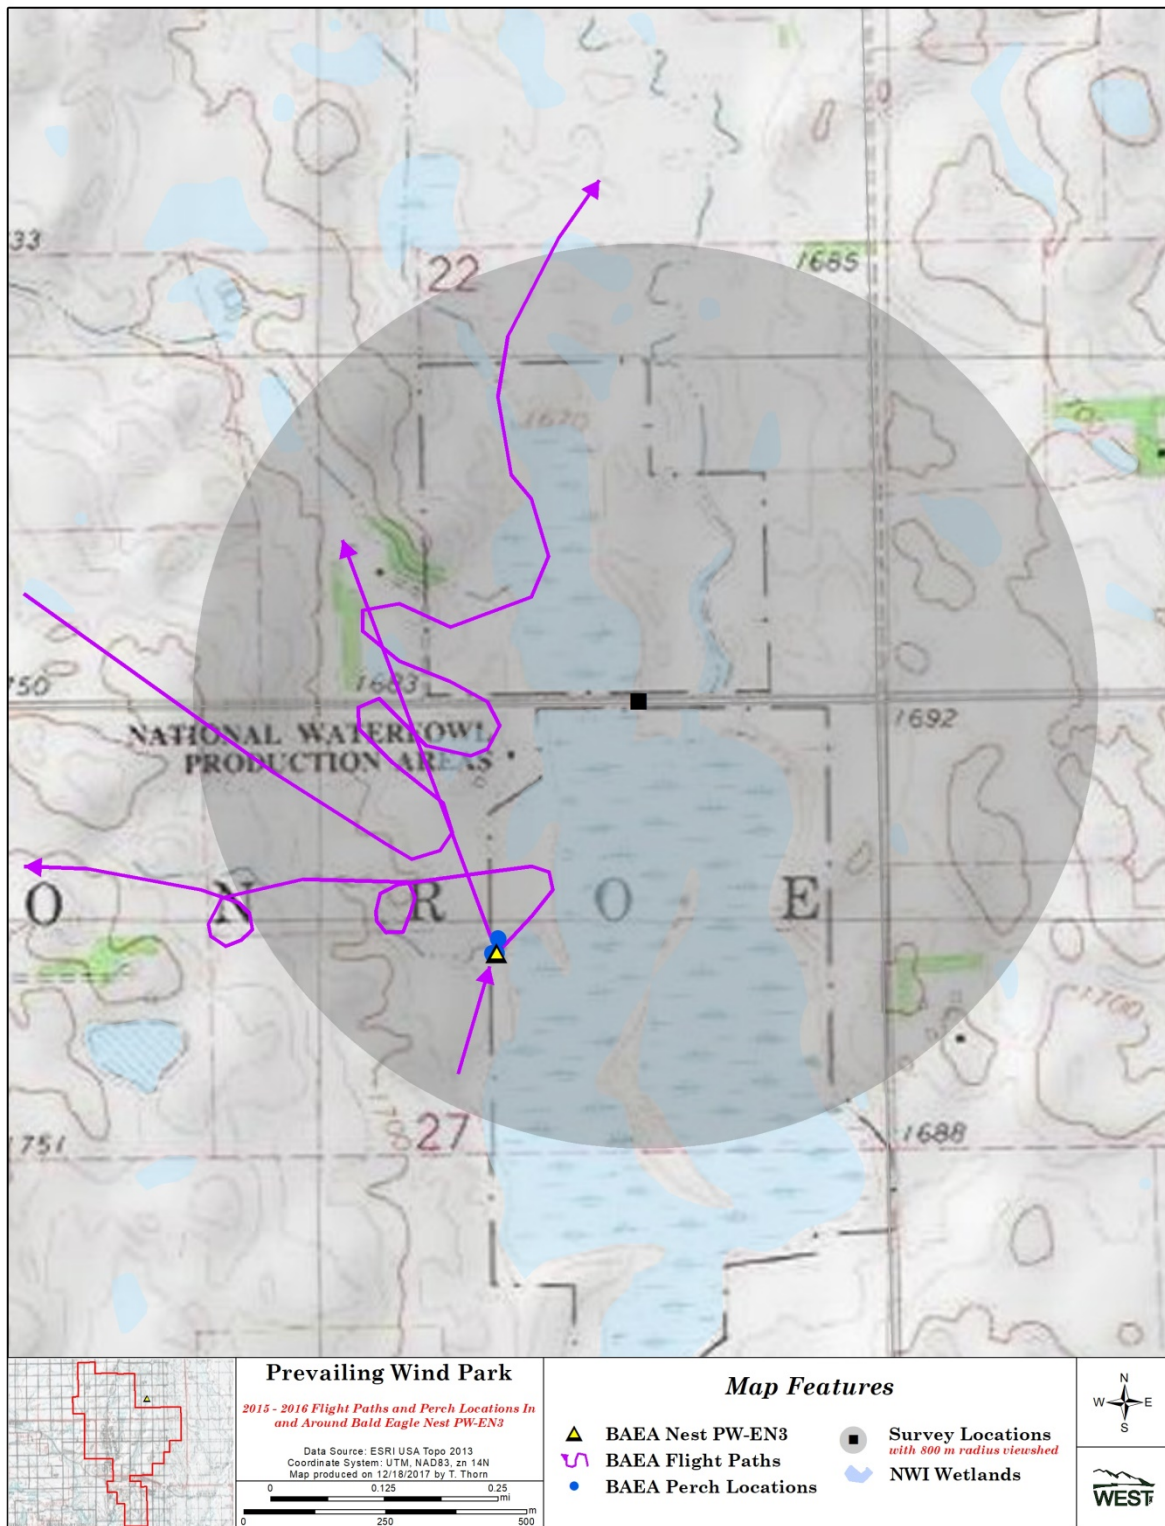 33
22
1685
1670
1683
750
1692
NATIONAL WATERFOWL
PRODUCTION AREAS
O N R O E
1700
27
751
1688
Prevailing Wind Park
2015 - 2016 Flight Paths and Perch Locations In
and Around Bald Eagle Nest PW-EN3
Data Source: ESRI USA Topo 2013
Coordinate System: UTM, NAD83, zn 14N
Map produced on 12/18/2017 by T. Thorn
0 0.125 0.25
mi
m
0 250 500
Map Features
BAEA Nest PW-EN3
BAEA Flight Paths
BAEA Perch Locations
Survey Locations
with 800 m radius viewshed
NWI Wetlands
N
W E
S
WEST